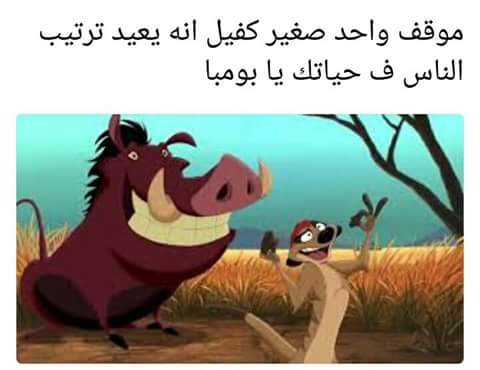 موقف واحد صغير كفيل انه يعيد ترتيب
الناس ف حياتك يا بومبا